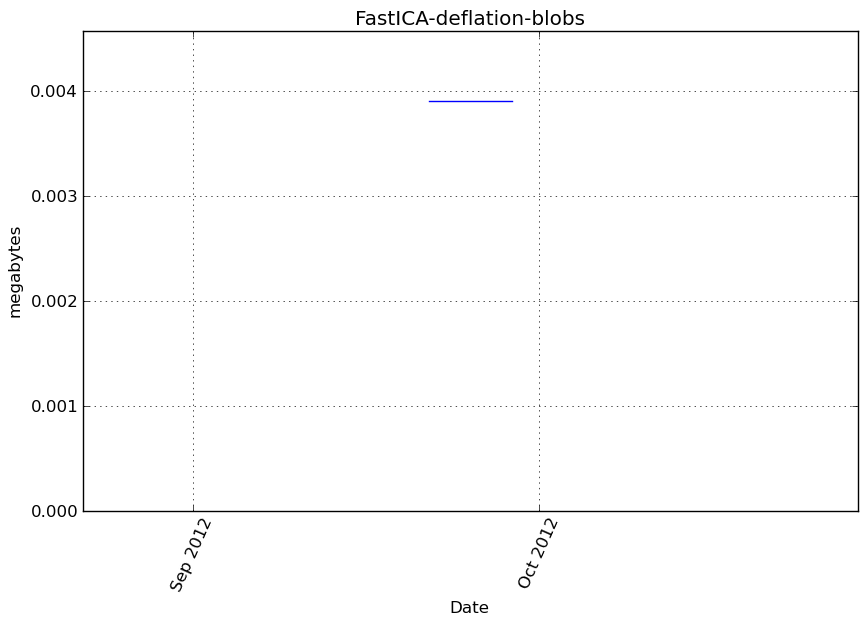 FastICA-deflation-blobs
0.004
0.003
0.002
0.001
0.000
megabytes
Sep 2012
Oct 2012
Date